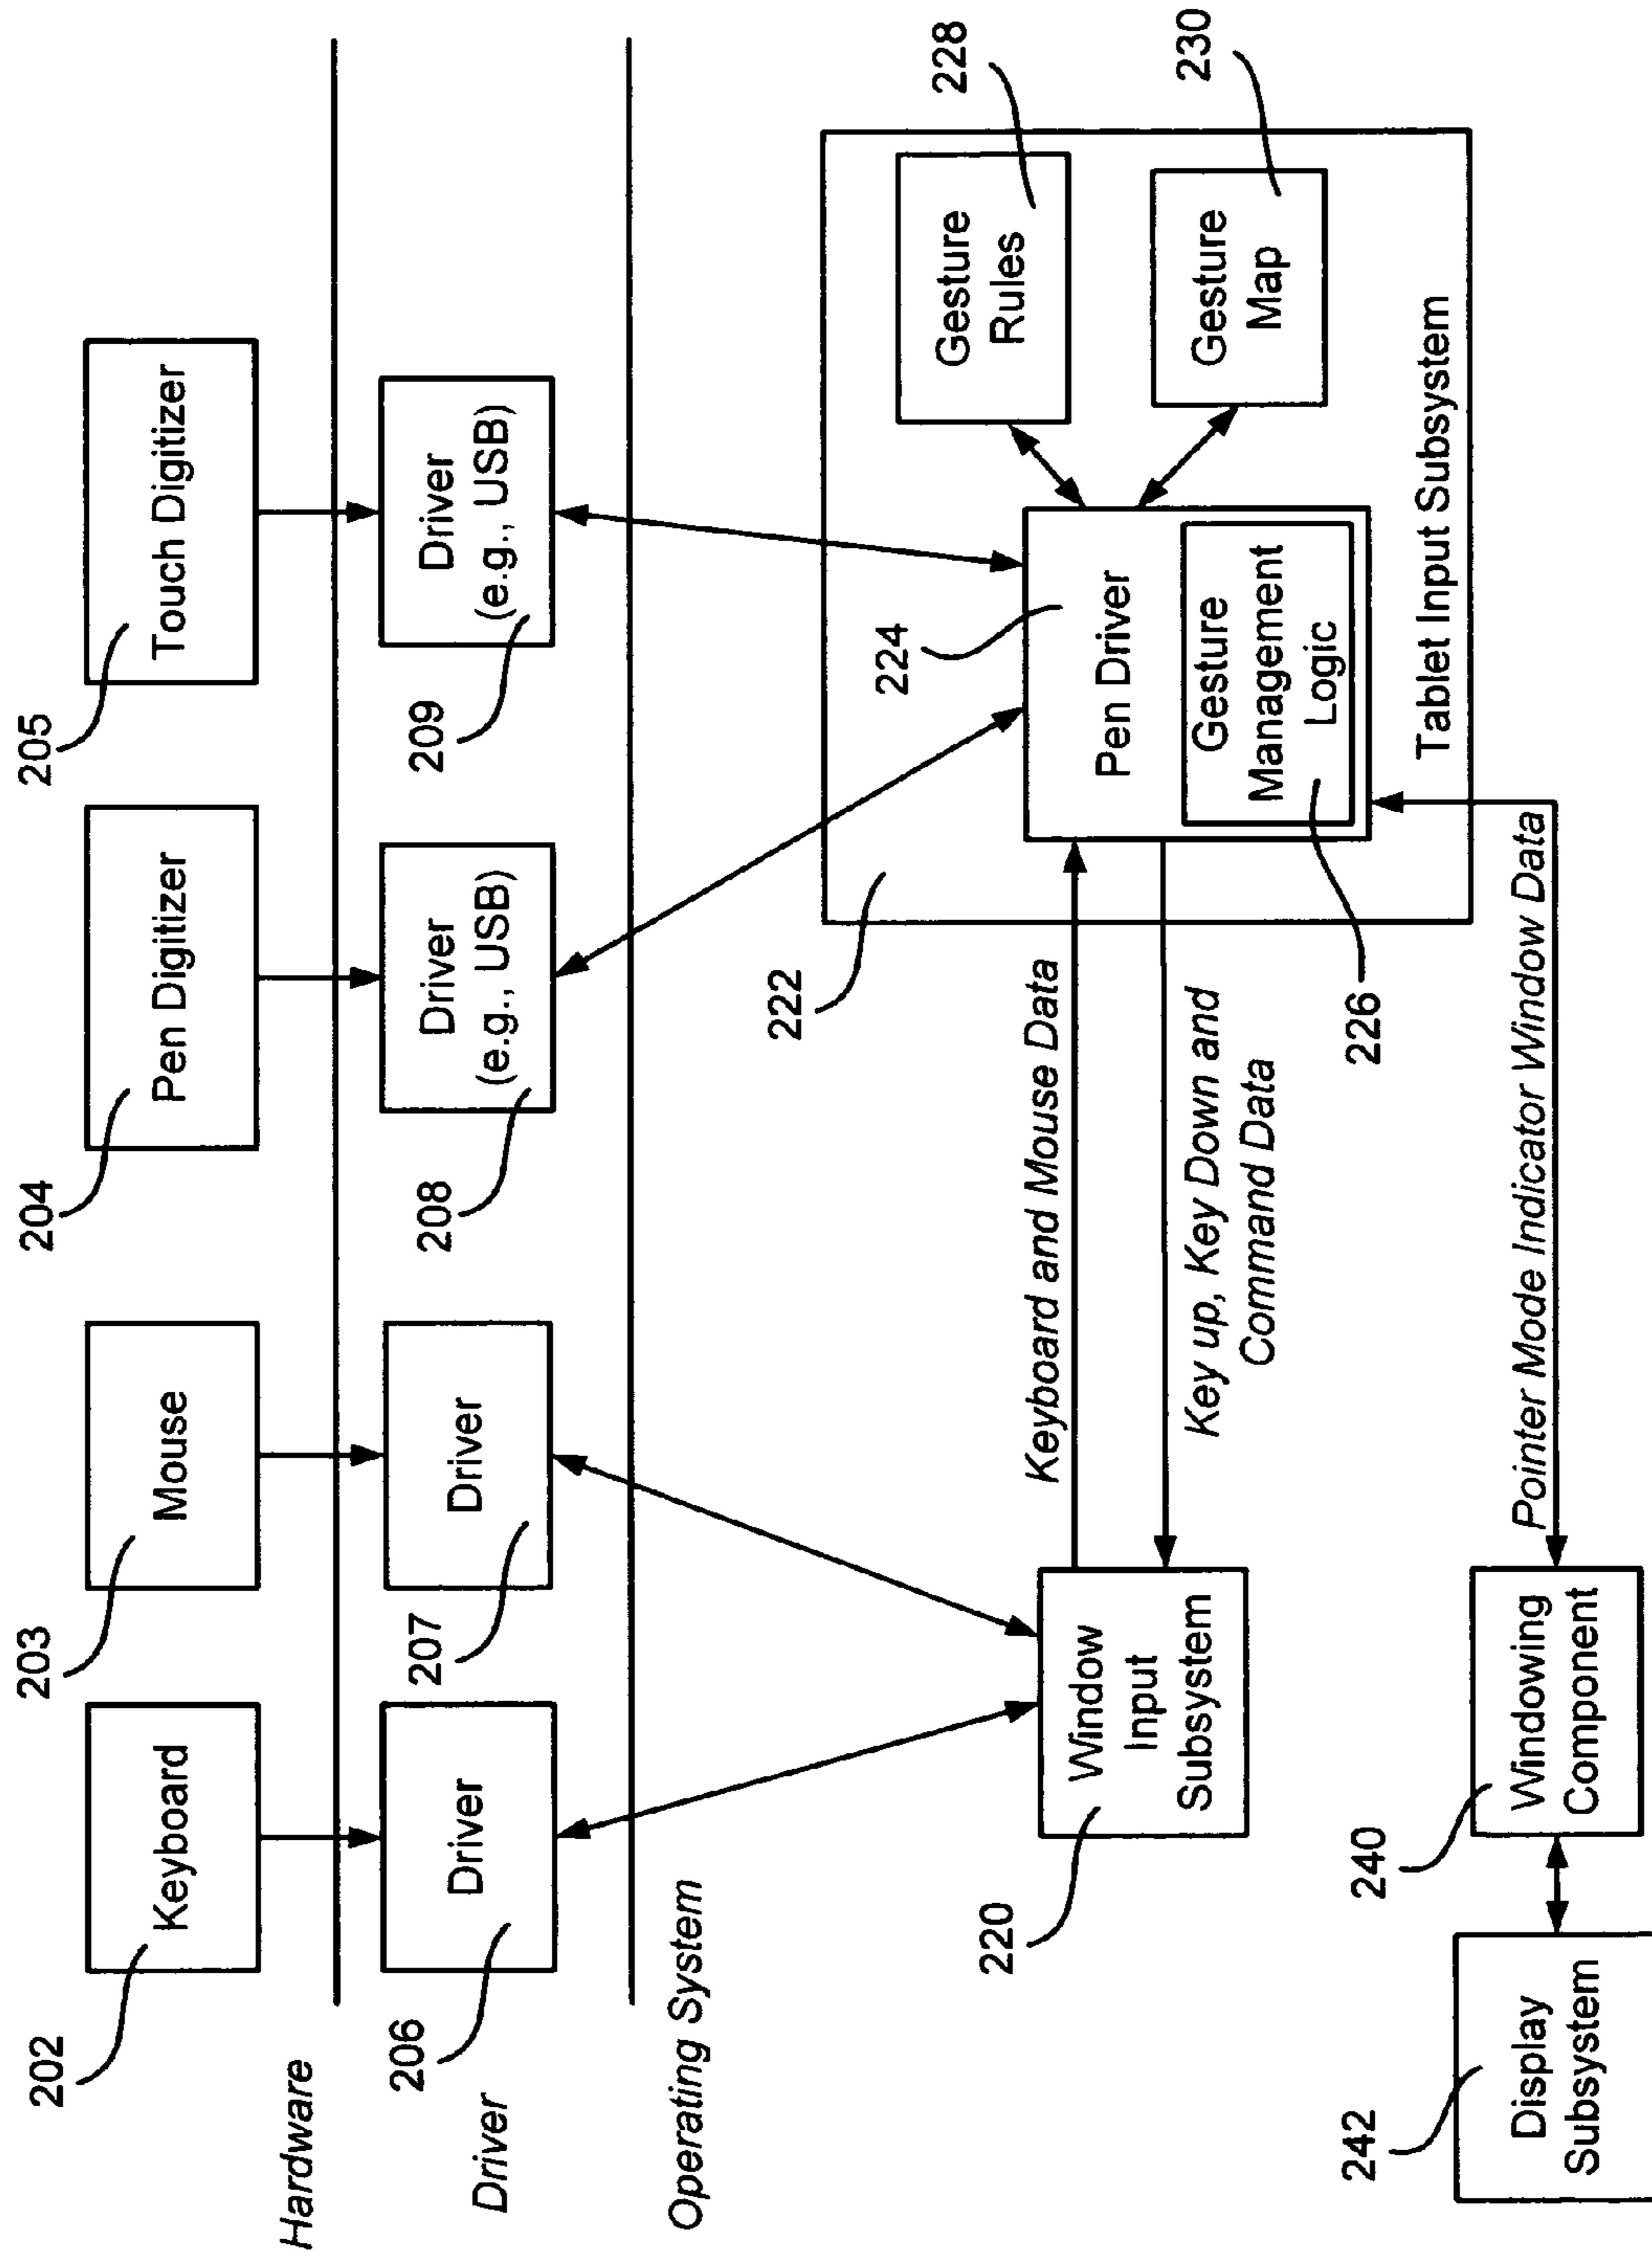 202
Keyboard
203
Mouse
204
Pen Digitizer
205
Touch Digitizer
Hardware
206
Driver
207
Driver
208
Driver
(e.g., USB)
209
Driver
(e.g., USB)
Driver
Operating System
220
Window
Input
Subsystem
Keyboard and Mouse Data
Key up, Key Down and
Command Data
222
224
Pen Driver
Gesture
Management
Logic
226
Gesture
Rules
228
Gesture
Map
230
Tablet Input Subsystem
242
Display
Subsystem
240
Windowing
Component
Pointer Mode Indicator Window Data